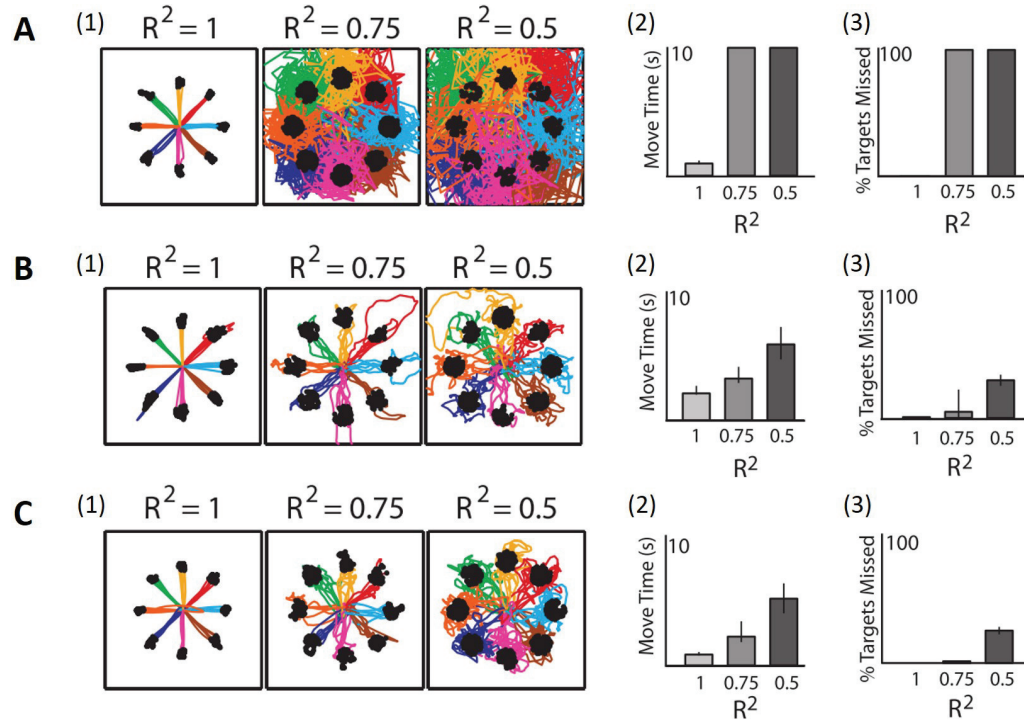 A (1) R² = 1 R² = 0.75 R² = 0.5 (2) (3)
10
Move Time (s)
1 0.75 0.5
R²
100
% Targets Missed
1 0.75 0.5
R²
B (1) R² = 1 R² = 0.75 R² = 0.5 (2) (3)
10
Move Time (s)
1 0.75 0.5
R²
100
% Targets Missed
1 0.75 0.5
R²
C (1) R² = 1 R² = 0.75 R² = 0.5 (2) (3)
10
Move Time (s)
1 0.75 0.5
R²
100
% Targets Missed
1 0.75 0.5
R²